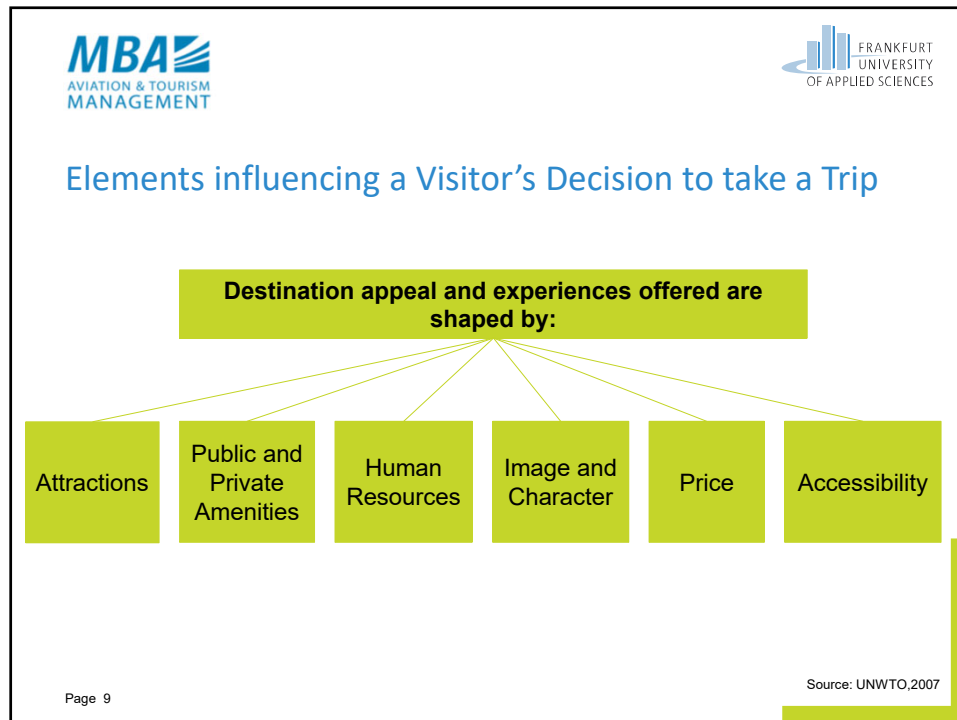 MBA
AVIATION & TOURISM
MANAGEMENT
FRANKFURT
UNIVERSITY
OF APPLIED SCIENCES
Elements influencing a Visitor’s Decision to take a Trip
Destination appeal and experiences offered are
shaped by:
Attractions
Public and
Private
Amenities
Human
Resources
Image and
Character
Price
Accessibility
Page 9
Source: UNWTO,2007